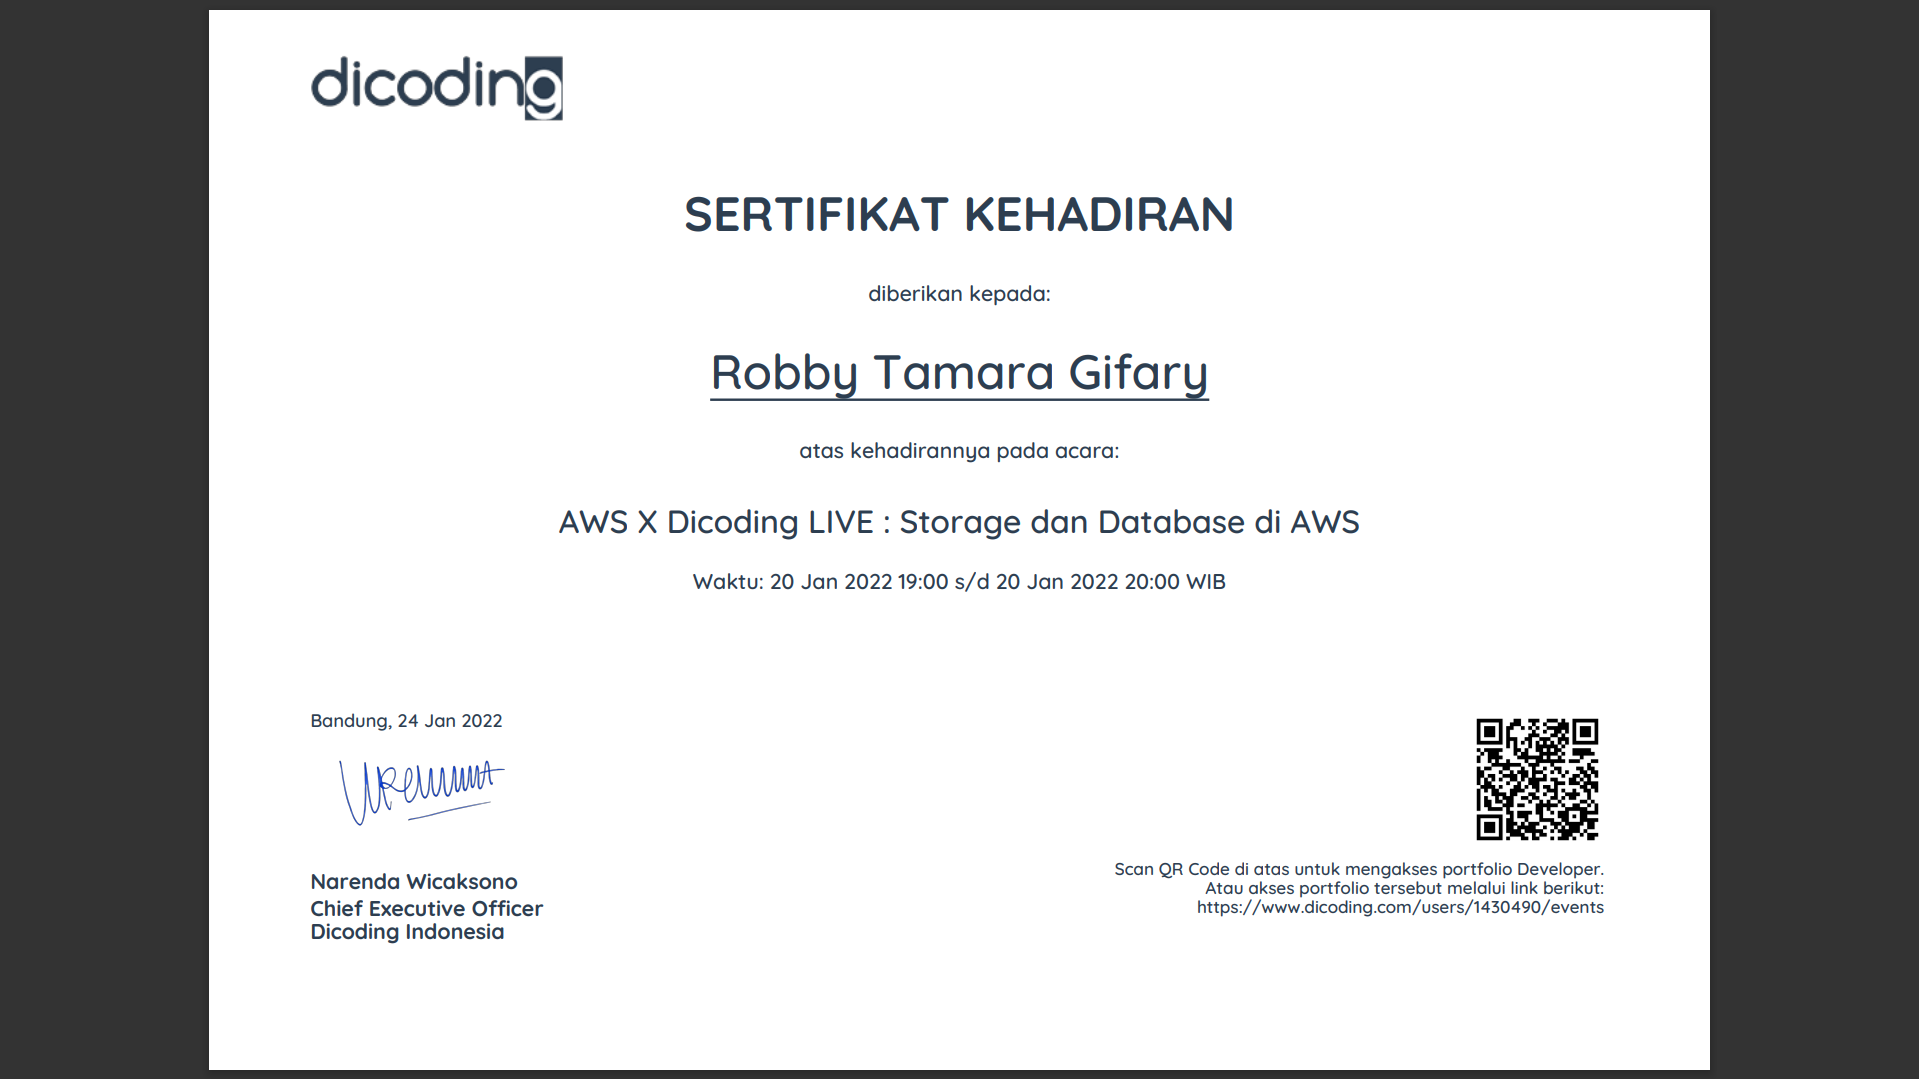 dicoding
SERTIFIKAT KEHADIRAN
diberikan kepada:
Robby Tamara Gifary
atas kehadirannya pada acara:
AWS X Dicoding LIVE : Storage dan Database di AWS
Waktu: 20 Jan 2022 19:00 s/d 20 Jan 2022 20:00 WIB
Bandung, 24 Jan 2022
Narenda Wicaksono
Chief Executive Officer
Dicoding Indonesia
Scan QR Code di atas untuk mengakses portfolio Developer.
Atau akses portfolio tersebut melalui link berikut:
https://www.dicoding.com/users/1430490/events